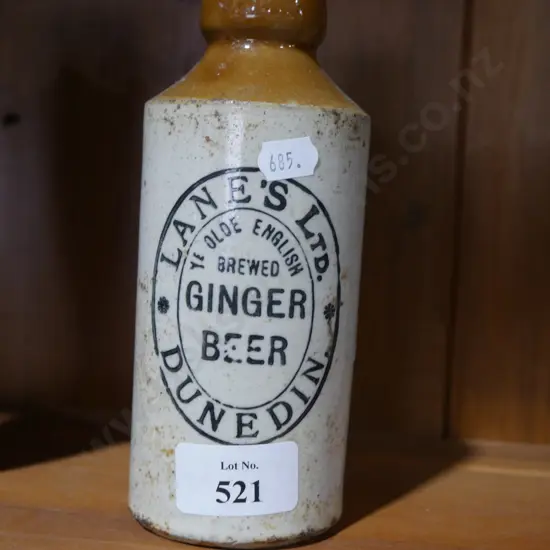 685.
LANE'S LTD.
YE OLDE ENGLISH
BREWED
GINGER
BEER
DUNEDIN.
Lot No.
521